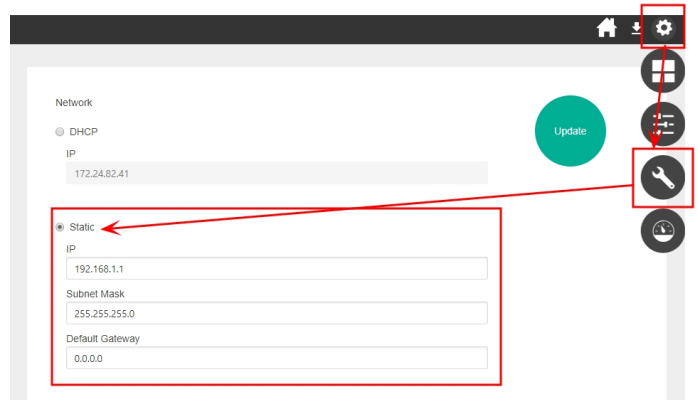 Network
DHCP
Update
IP
172.24.82.41
Static
IP
192.168.1.1
Subnet Mask
255.255.255.0
Default Gateway
0.0.0.0